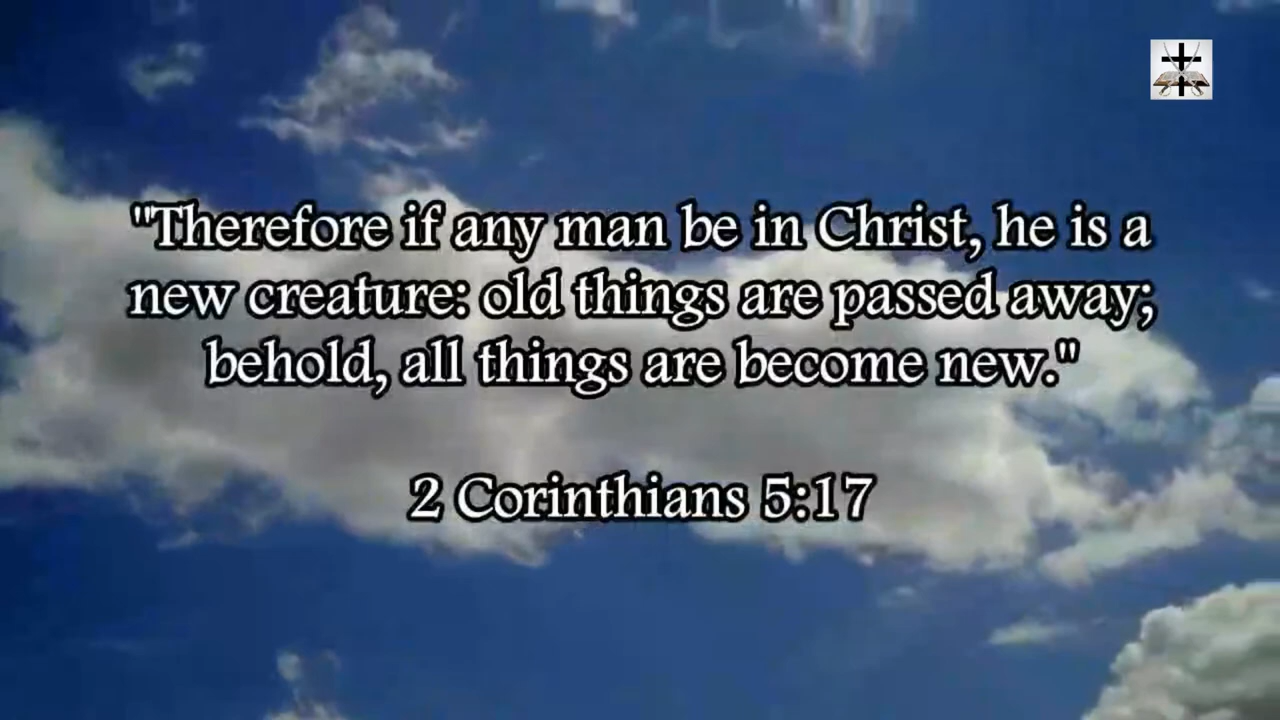 "Therefore if any man be in Christ, he is a
new creature: old things are passed away;
behold, all things are become new."
2 Corinthians 5:17